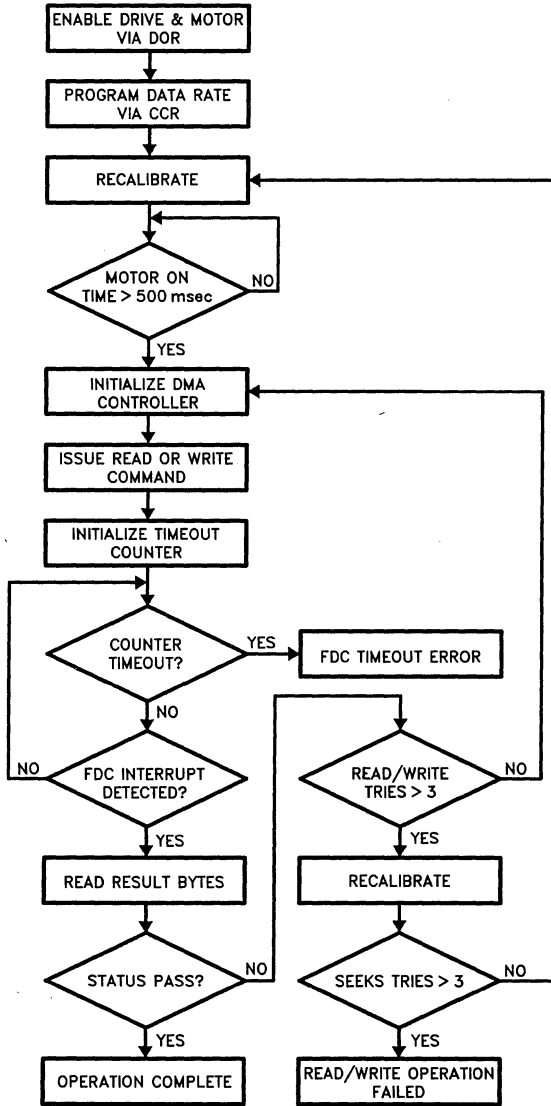 ENABLE DRIVE & MOTOR
VIA DOR
PROGRAM DATA RATE
VIA CCR
RECALIBRATE
MOTOR ON
TIME > 500 msec
NO
YES
INITIALIZE DMA
CONTROLLER
ISSUE READ OR WRITE
COMMAND
INITIALIZE TIMEOUT
COUNTER
COUNTER
TIMEOUT?
YES
FDC TIMEOUT ERROR
NO
FDC INTERRUPT
DETECTED?
NO
YES
READ/WRITE
TRIES > 3
NO
YES
READ RESULT BYTES
RECALIBRATE
STATUS PASS?
NO
YES
SEEKS TRIES > 3
NO
YES
OPERATION COMPLETE
READ/WRITE OPERATION
FAILED